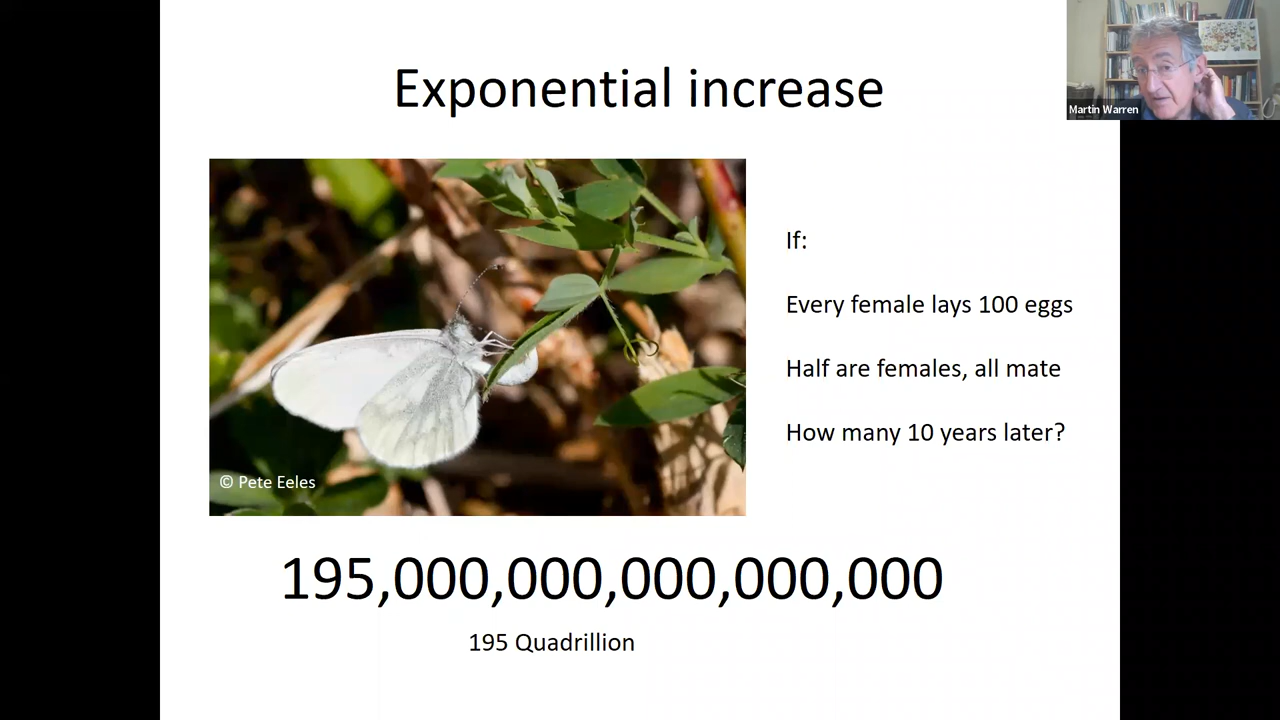 Exponential increase
Martin Warren
If:
Every female lays 100 eggs
Half are females, all mate
How many 10 years later?
© Pete Eeles
195,000,000,000,000,000
195 Quadrillion